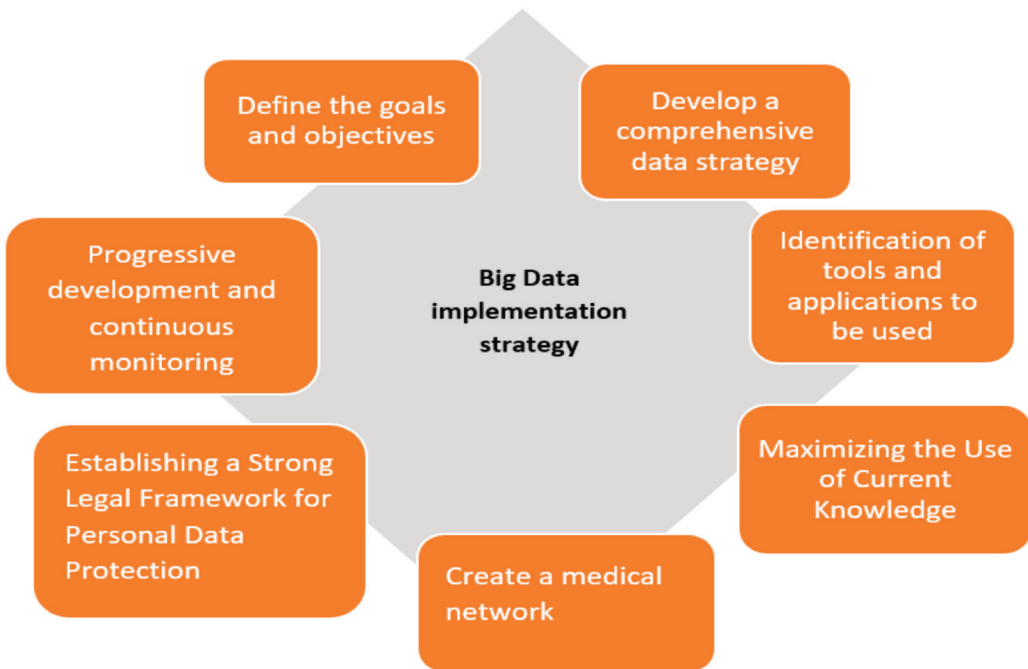 Define the goals
and objectives
Develop a
comprehensive
data strategy
Progressive
development and
continuous
monitoring
Big Data
implementation
strategy
Identification of
tools and
applications to
be used
Establishing a Strong
Legal Framework for
Personal Data
Protection
Maximizing the Use
of Current
Knowledge
Create a medical
network